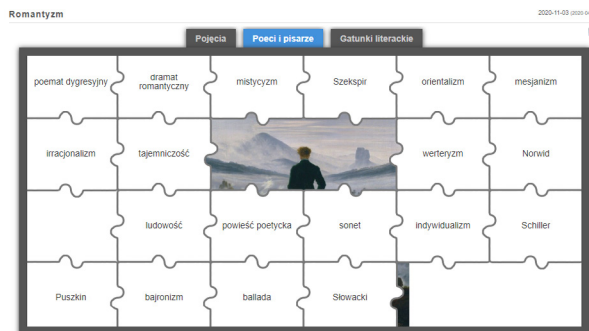 Romantyzm
2020-11-03
Pojęcia Poeci i pisarze Gatunki literackie
poemat dygresyjny dramat romantyczny mistycyzm Szekspir orientalizm mesjanizm
irracjonalizm tajemniczość werteryzm Norwid
ludowość powieść poetycka sonet indywidualizm Schiller
Puszkin bajronizm ballada Słowacki